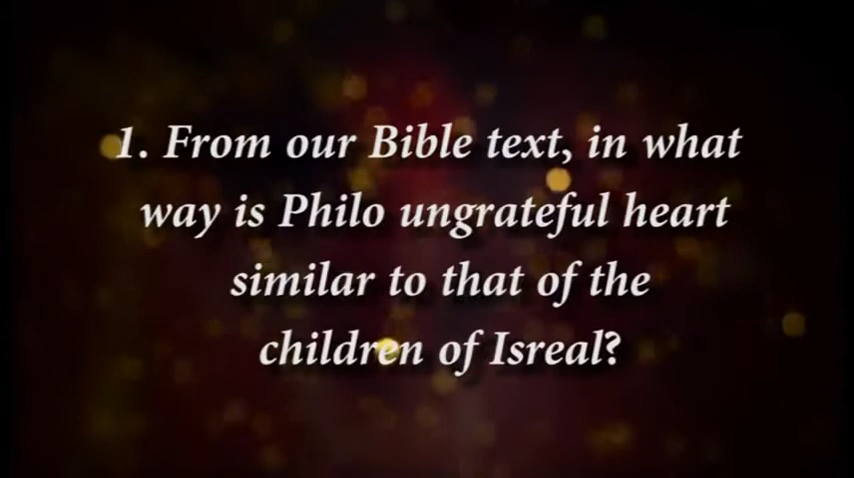 1. From our Bible text, in what
way is Philo ungrateful heart
similar to that of the
children of Isreal?